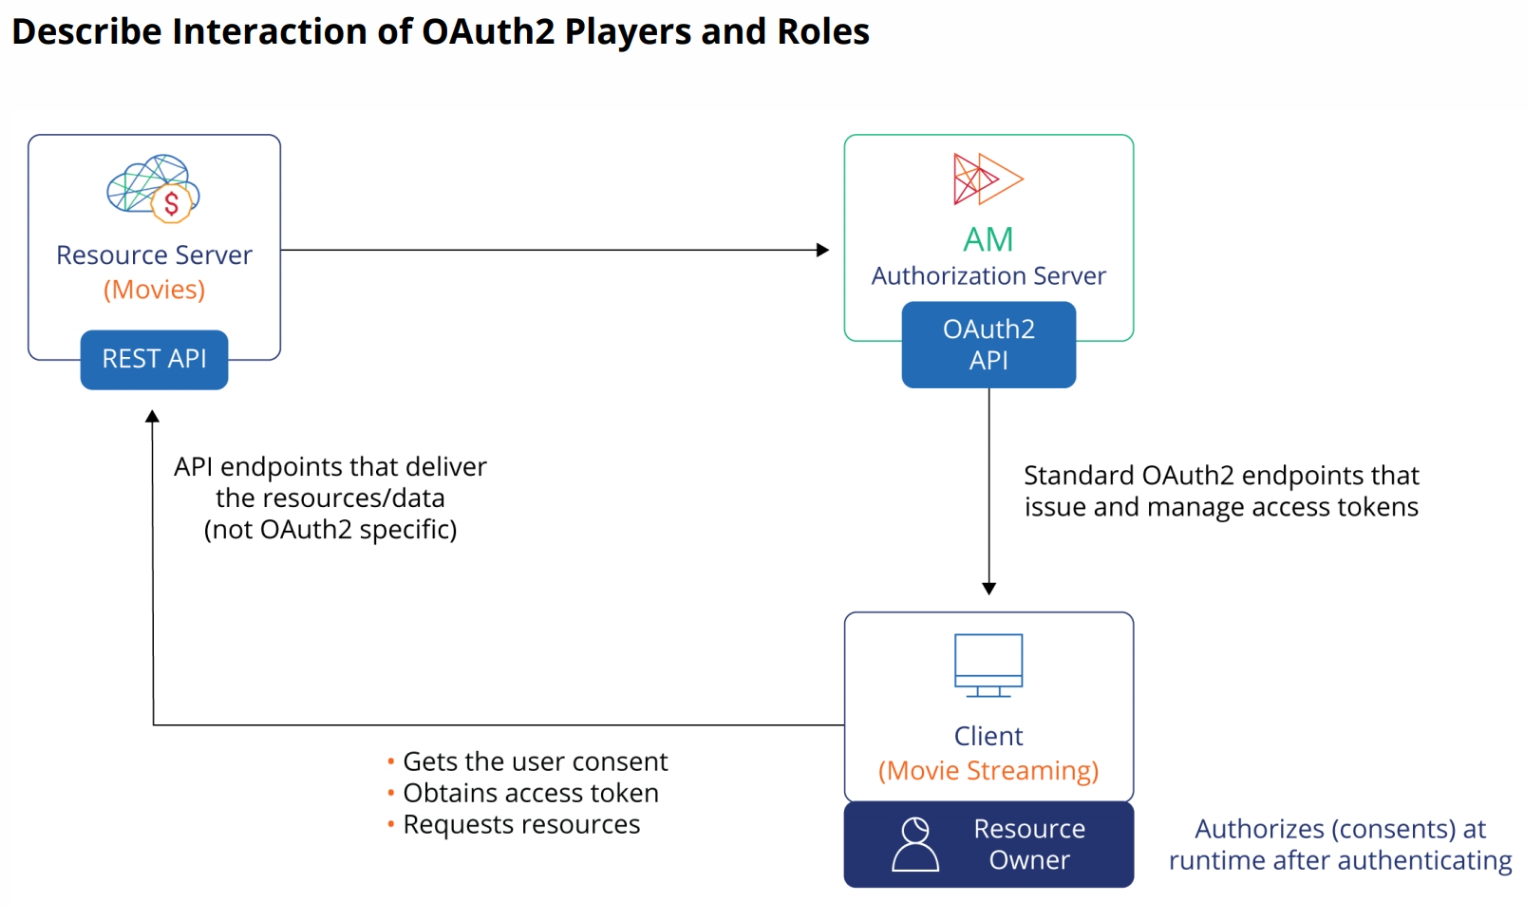 Describe Interaction of OAuth2 Players and Roles
$
Resource Server
(Movies)
REST API
AM
Authorization Server
OAuth2
API
API endpoints that deliver
the resources/data
(not OAuth2 specific)
Standard OAuth2 endpoints that
issue and manage access tokens
• Gets the user consent
• Obtains access token
• Requests resources
Client
(Movie Streaming)
Resource
Owner
Authorizes (consents) at
runtime after authenticating